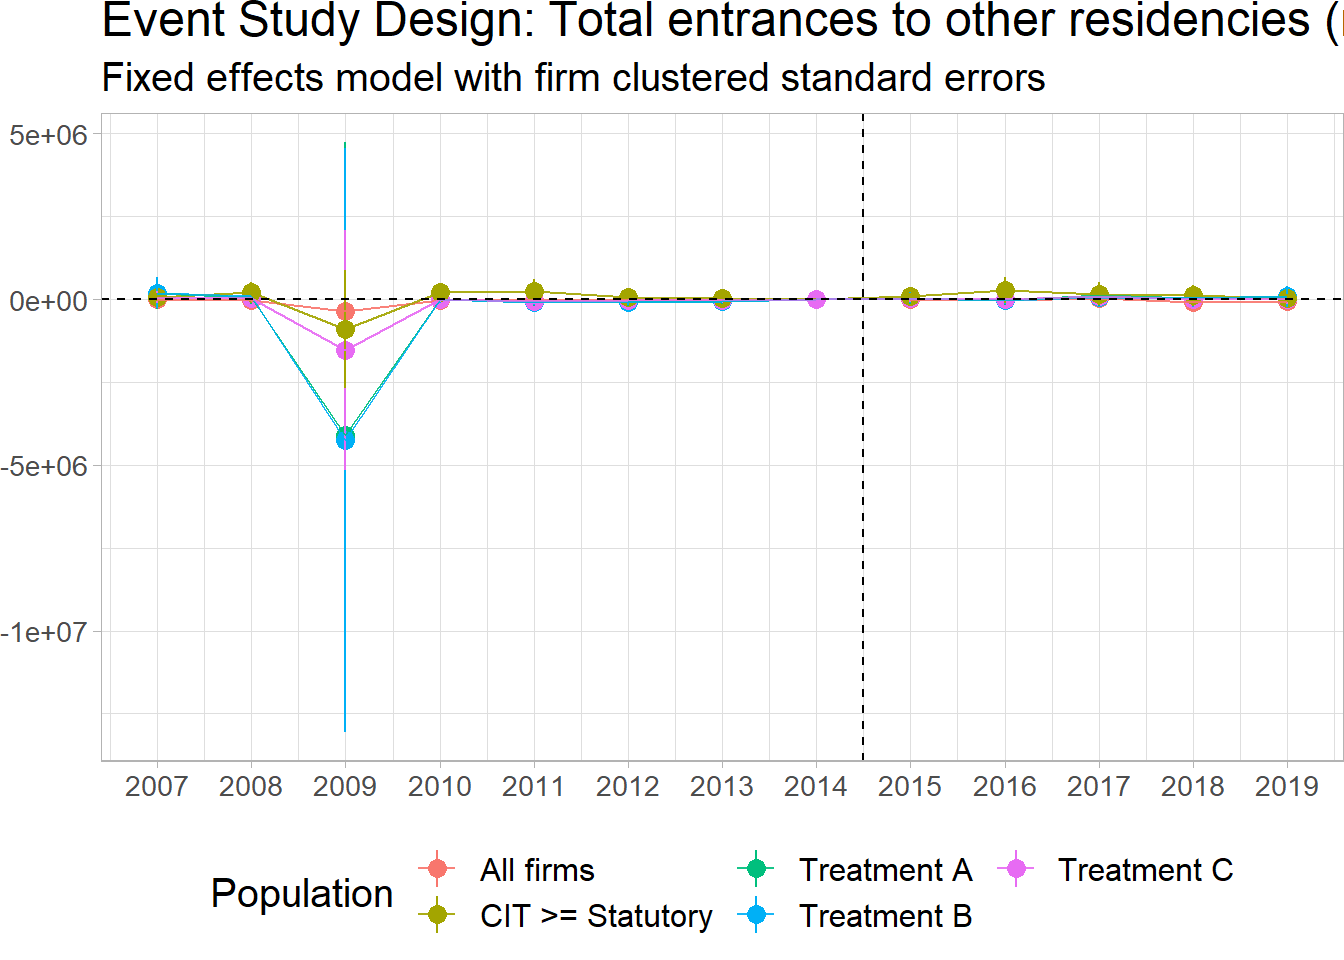 Event Study Design: Total entrances to other residencies (
Fixed effects model with firm clustered standard errors
5e+06
0e+00
-5e+06
-1e+07
2007 2008 2009 2010 2011 2012 2013 2014 2015 2016 2017 2018 2019
Population
All firms
Treatment A
Treatment C
CIT >= Statutory
Treatment B